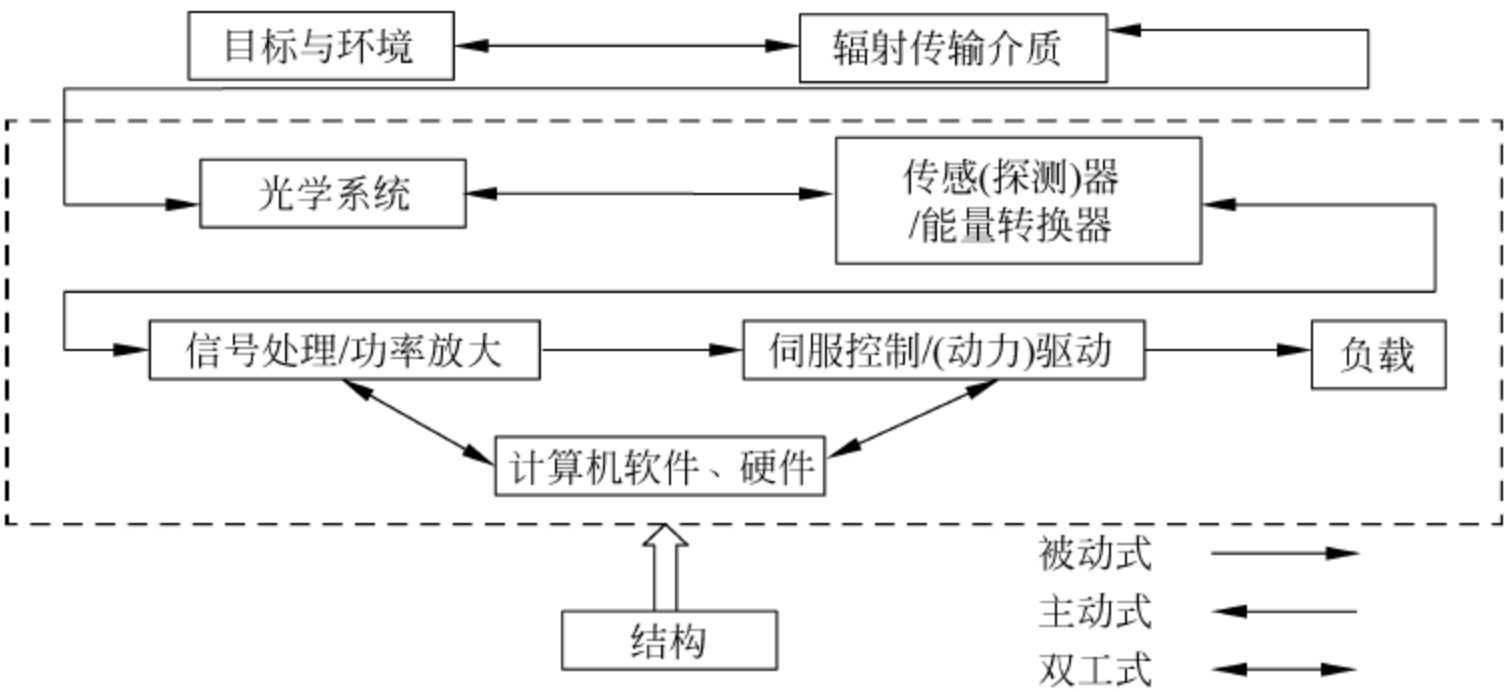 目标与环境
辐射传输介质
光学系统
传感(探测)器
/能量转换器
信号处理/功率放大
伺服控制/(动力)驱动
负载
计算机软件、硬件
结构
被动式
主动式
双工式